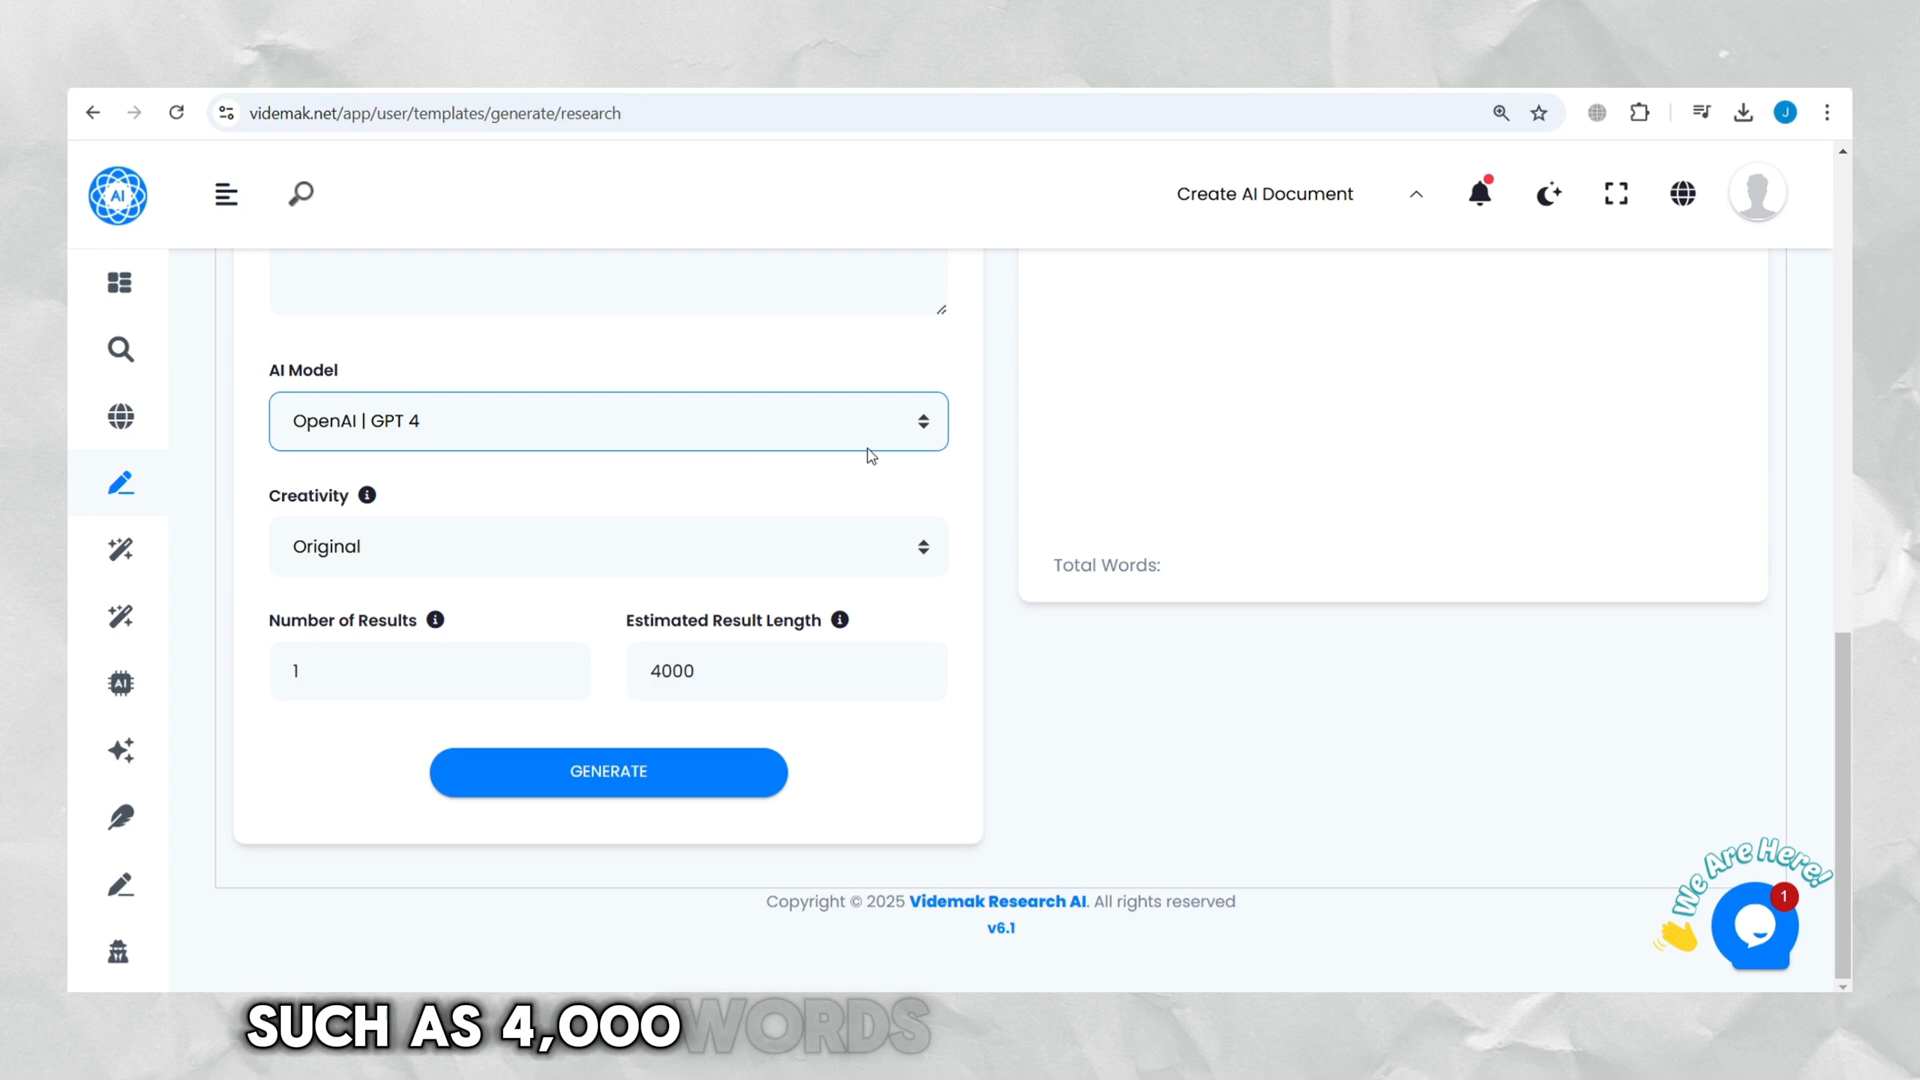 videmak.net/app/user/templates/generate/research
J
AI
Create AI Document
AI Model
OpenAI | GPT 4
Creativity
Original
Total Words:
Number of Results
Estimated Result Length
1
4000
AI
GENERATE
We Are Here!
1
Copyright © 2025 Videmak Research AI. All rights reserved
v6.1
SUCH AS 4,000 WORDS